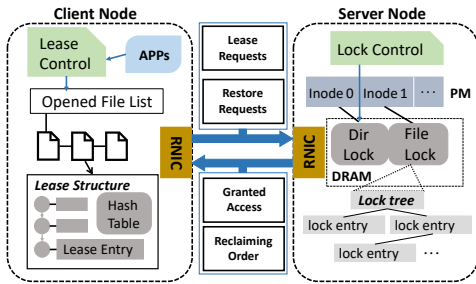 Client Node
Lease
Control
APPs
Opened File List
Lease Structure
Hash
Table
Lease Entry
RNIC
Lease
Requests
Restore
Requests
Granted
Access
Reclaiming
Order
RNIC
Server Node
Lock Control
Inode 0
Inode 1
...
PM
Dir
Lock
File
Lock
DRAM
Lock tree
lock entry
lock entry
lock entry
...